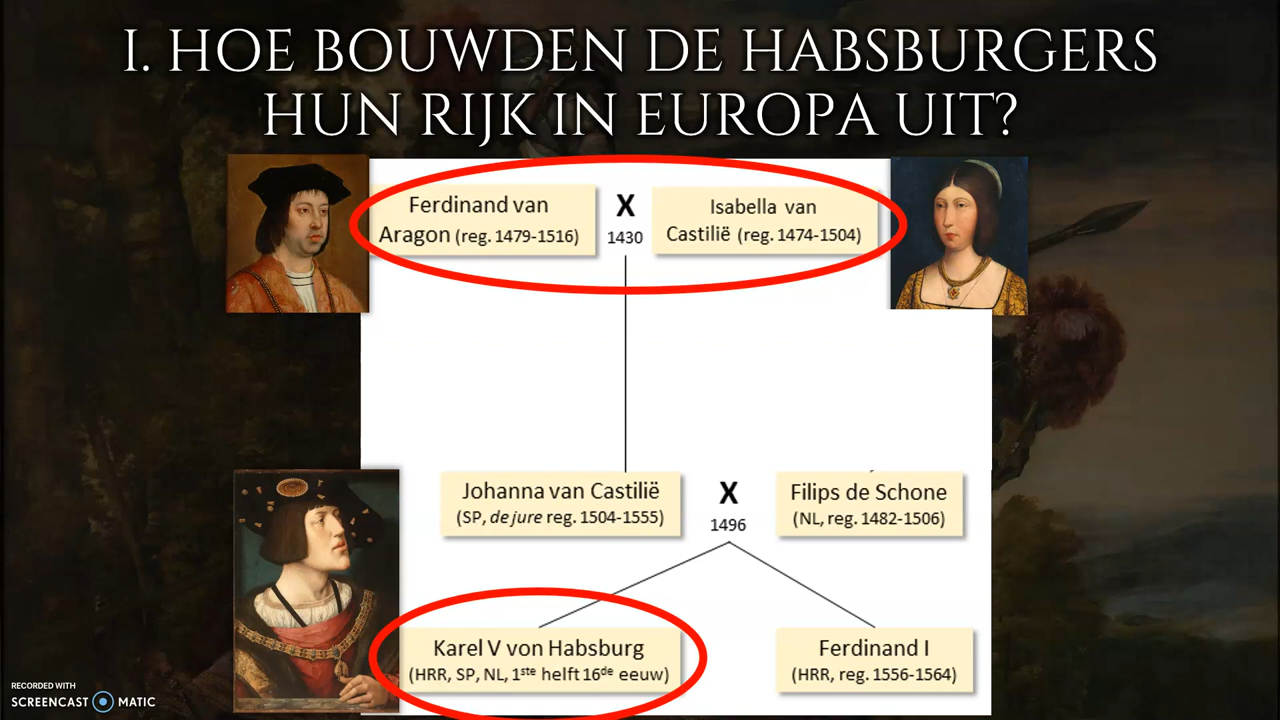 I. HOE BOUWDEN DE HABSBURGERS
HUN RIJK IN EUROPA UIT?
Ferdinand van
Aragon (reg. 1479-1516)
X
1430
Isabella van
Castilië (reg. 1474-1504)
Johanna van Castilië
(SP, de jure reg. 1504-1555)
X
1496
Filips de Schone
(NL, reg. 1482-1506)
Karel V von Habsburg
(HRR, SP, NL, 1ste helft 16de eeuw)
Ferdinand I
(HRR, reg. 1556-1564)
RECORDED WITH
SCREENCAST MATIC